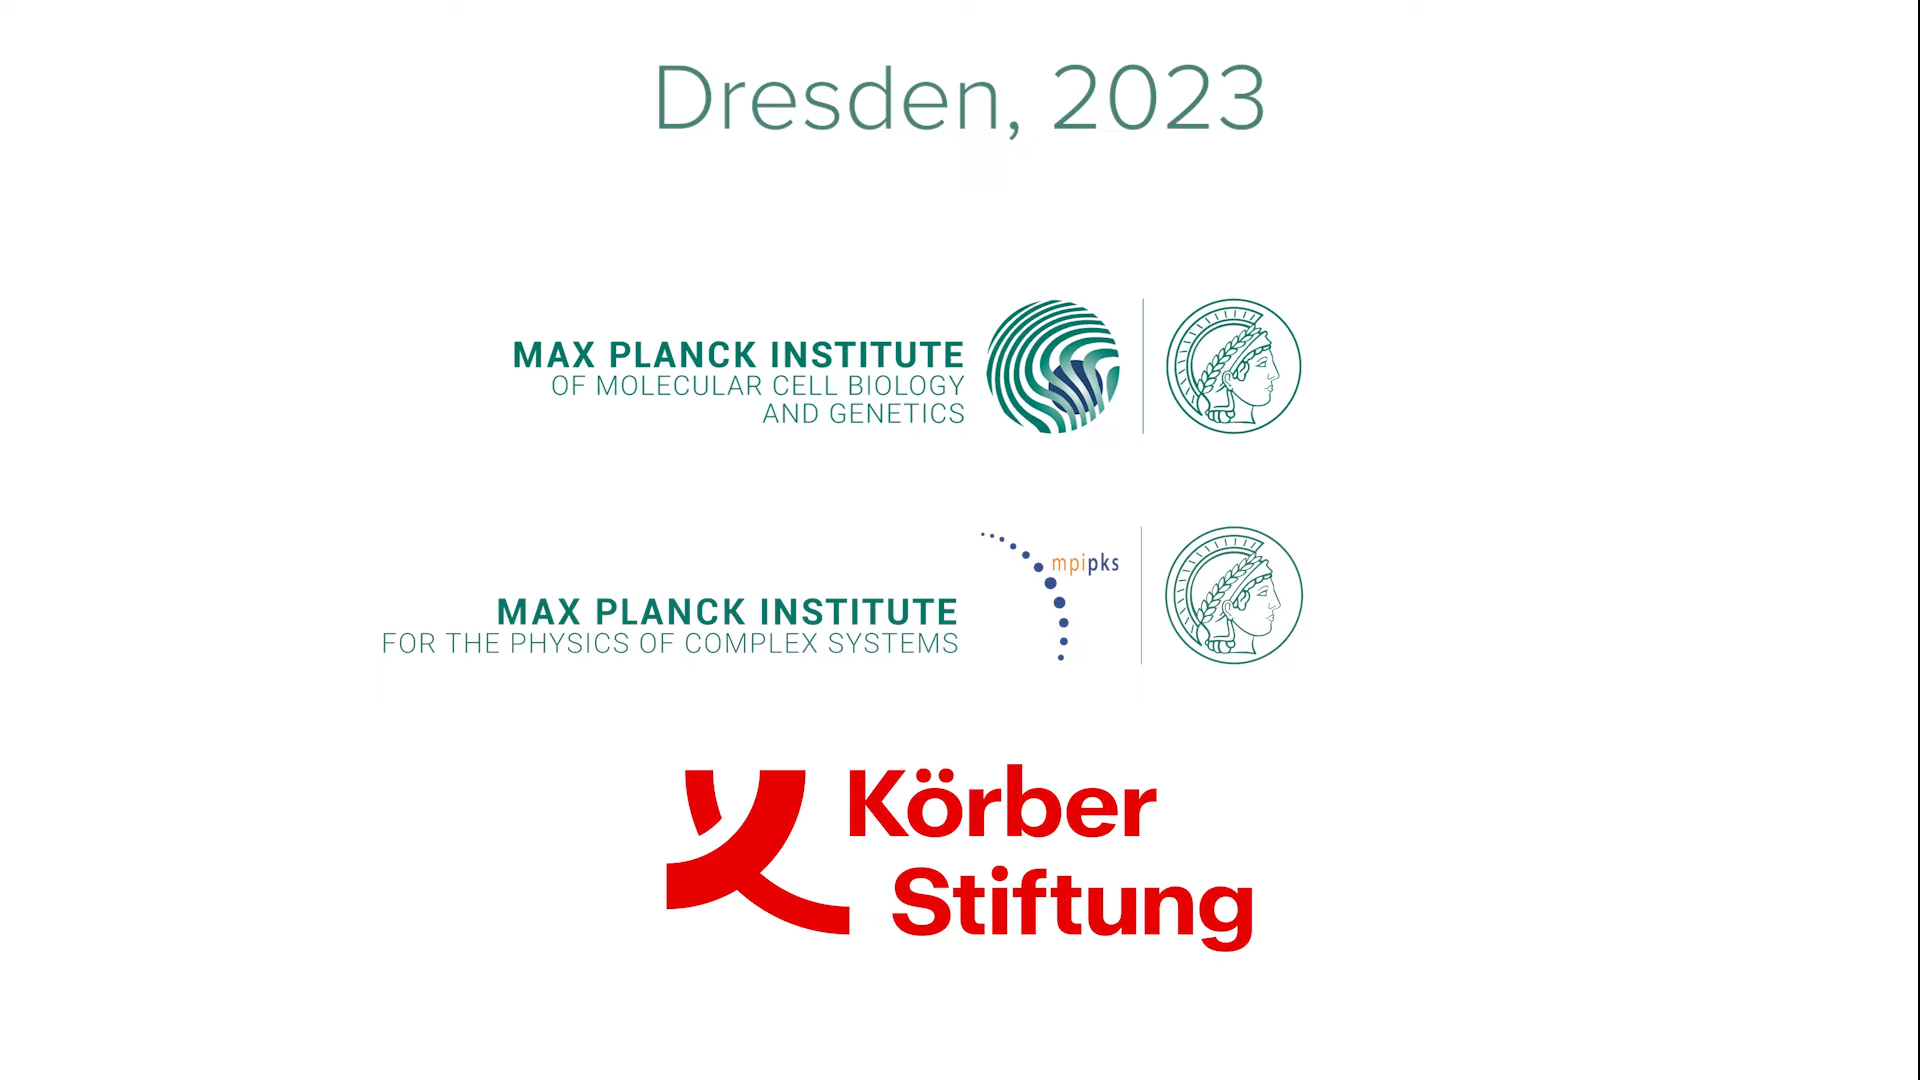 Dresden, 2023
MAX PLANCK INSTITUTE
OF MOLECULAR CELL BIOLOGY
AND GENETICS
mpipks
MAX PLANCK INSTITUTE
FOR THE PHYSICS OF COMPLEX SYSTEMS
Körber
Stiftung